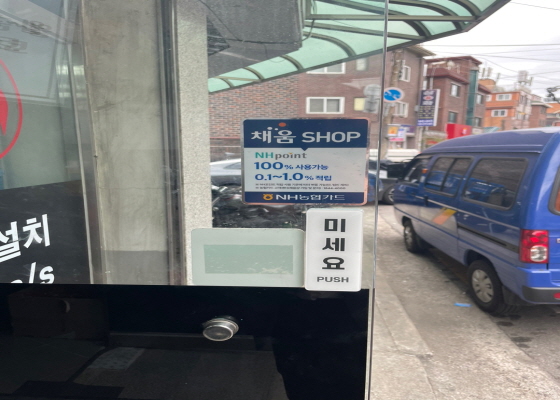 채움 SHOP
NHpoint
100% 사용가능
0.1~1.0% 적립
NH농협카드
미세요
PUSH
설치
/s